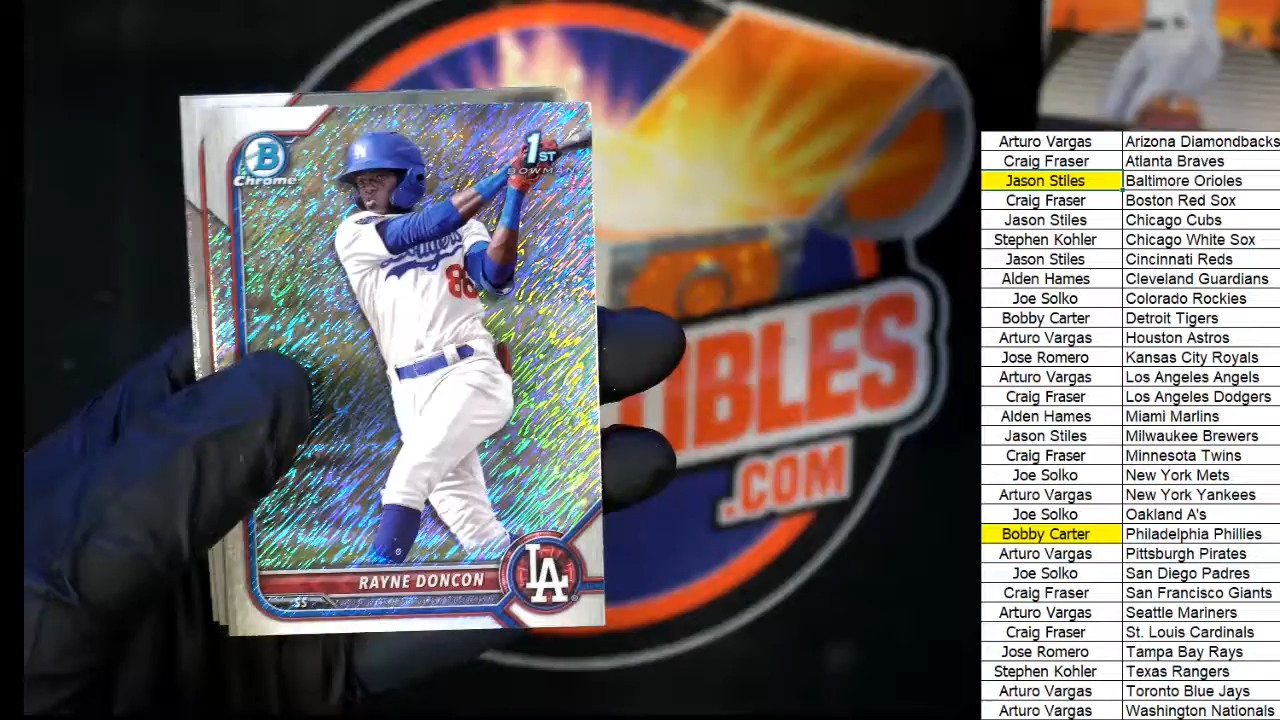 B
Chrome
1ST
BOWMAN
Dodgers
88
RAYNE DONCON
SS
LA
TIBLES
.COM
Arturo Vargas Arizona Diamondbacks
Craig Fraser Atlanta Braves
Jason Stiles Baltimore Orioles
Craig Fraser Boston Red Sox
Jason Stiles Chicago Cubs
Stephen Kohler Chicago White Sox
Jason Stiles Cincinnati Reds
Alden Hames Cleveland Guardians
Joe Solko Colorado Rockies
Bobby Carter Detroit Tigers
Arturo Vargas Houston Astros
Jose Romero Kansas City Royals
Arturo Vargas Los Angeles Angels
Craig Fraser Los Angeles Dodgers
Alden Hames Miami Marlins
Jason Stiles Milwaukee Brewers
Craig Fraser Minnesota Twins
Joe Solko New York Mets
Arturo Vargas New York Yankees
Joe Solko Oakland A's
Bobby Carter Philadelphia Phillies
Arturo Vargas Pittsburgh Pirates
Joe Solko San Diego Padres
Craig Fraser San Francisco Giants
Arturo Vargas Seattle Mariners
Craig Fraser St. Louis Cardinals
Jose Romero Tampa Bay Rays
Stephen Kohler Texas Rangers
Arturo Vargas Toronto Blue Jays
Arturo Vargas Washington Nationals